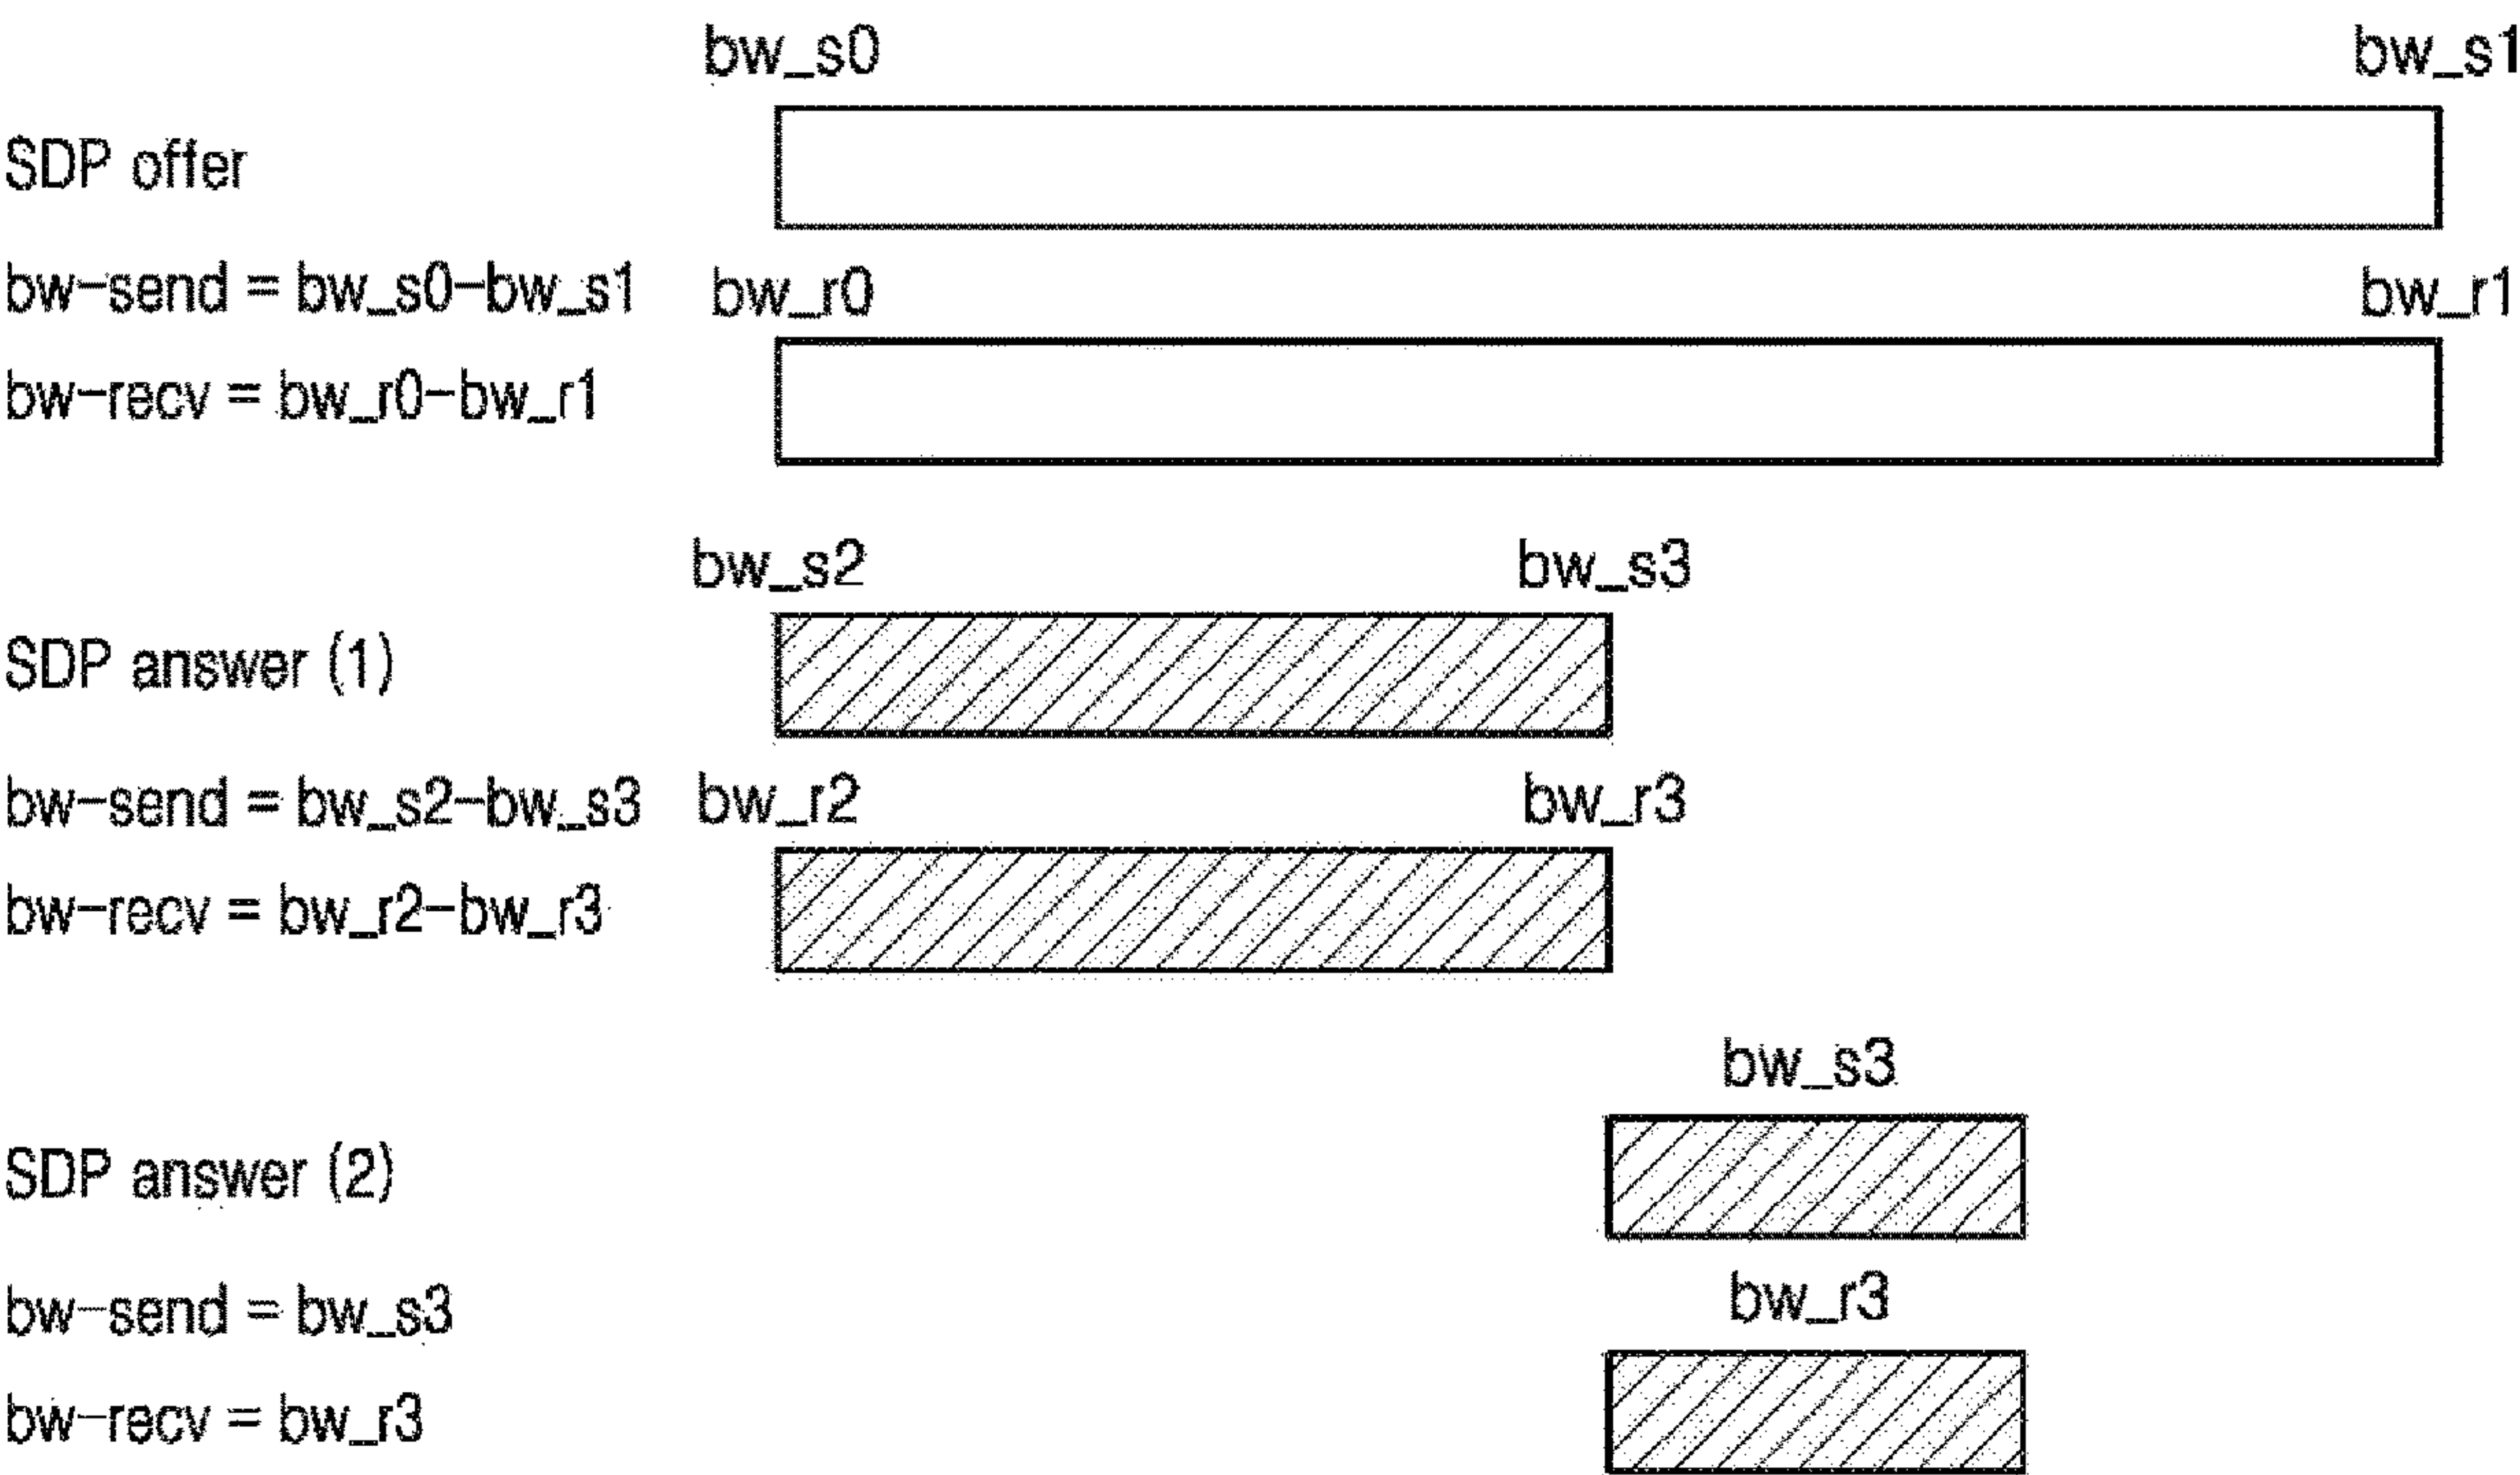 bw_s0 bw_s1
SDP offer
bw-send = bw_s0-bw_s1 bw_r0 bw_r1
bw-recv = bw_r0-bw_r1
bw_s2 bw_s3
SDP answer (1)
bw-send = bw_s2-bw_s3 bw_r2 bw_r3
bw-recv = bw_r2-bw_r3
bw_s3
SDP answer (2)
bw-send = bw_s3 bw_r3
bw-recv = bw_r3